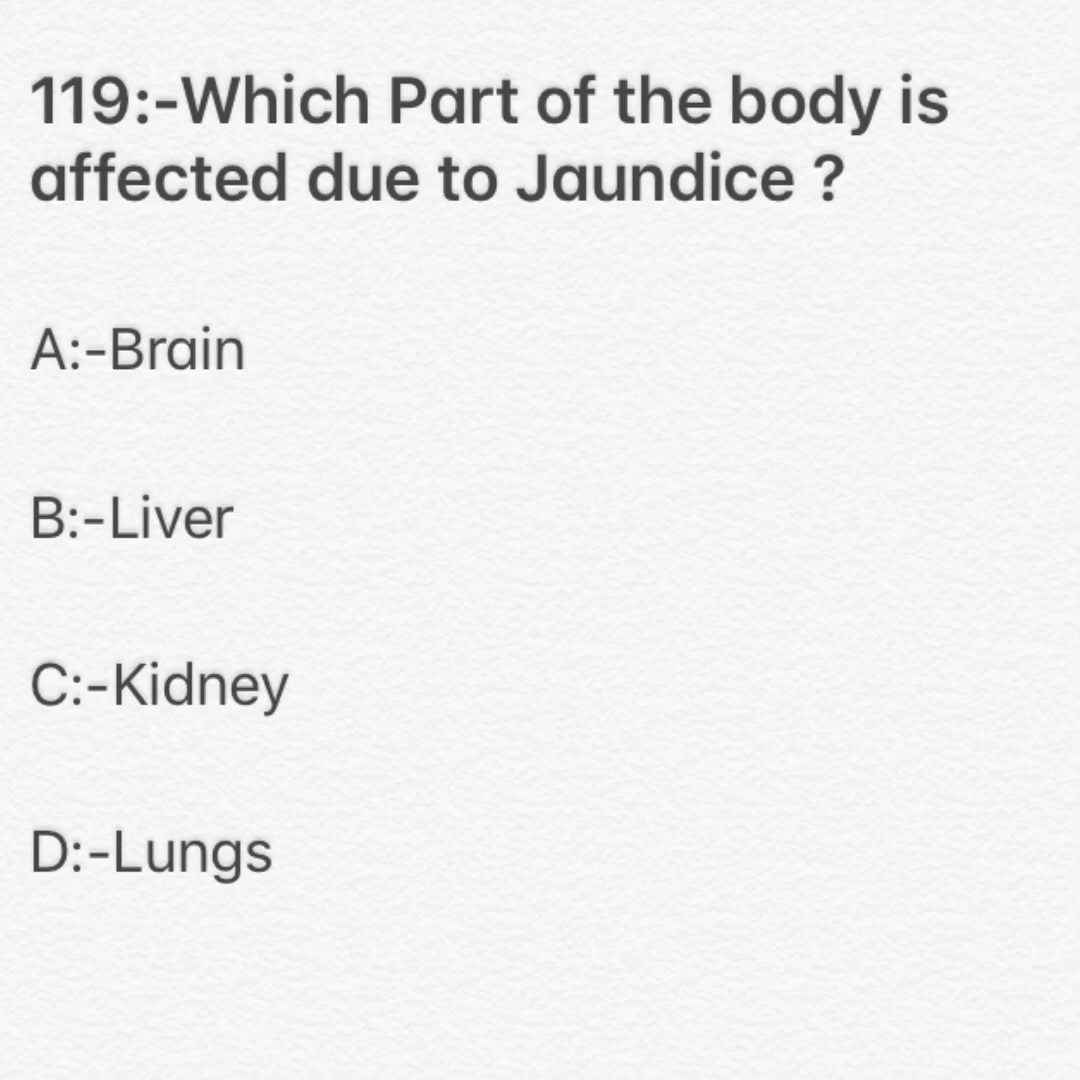 119:-Which Part of the body is
affected due to Jaundice ?
A:-Brain
B:-Liver
C:-Kidney
D:-Lungs